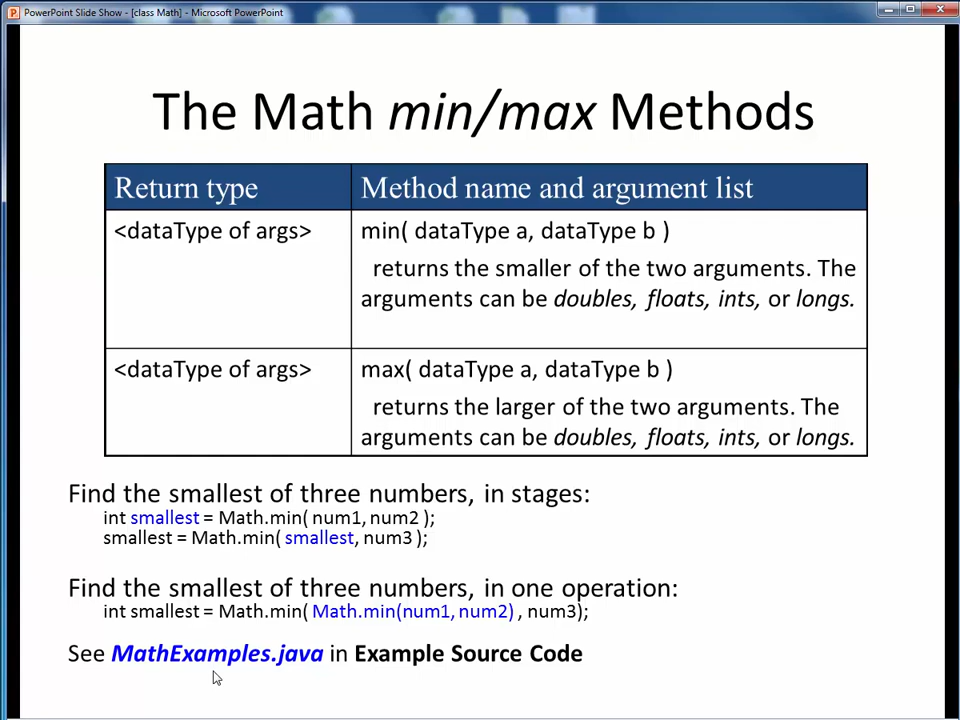 PowerPoint Slide Show - [class Math] - Microsoft PowerPoint
The Math min/max Methods
Return type
Method name and argument list
<dataType of args>
min( dataType a, dataType b )
returns the smaller of the two arguments. The
arguments can be doubles, floats, ints, or longs.
<dataType of args>
max( dataType a, dataType b )
returns the larger of the two arguments. The
arguments can be doubles, floats, ints, or longs.
Find the smallest of three numbers, in stages:
int smallest = Math.min( num1, num2 );
smallest = Math.min( smallest, num3 );
Find the smallest of three numbers, in one operation:
int smallest = Math.min( Math.min(num1, num2) , num3);
See MathExamples.java in Example Source Code